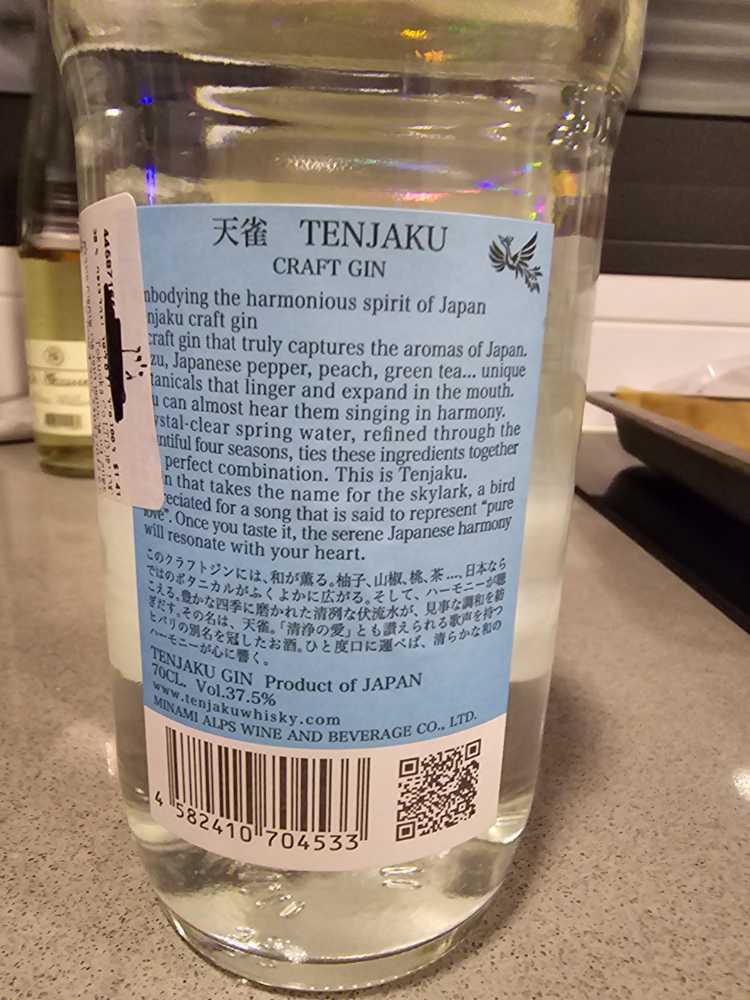 天雀 TENJAKU
CRAFT GIN
mbodying the harmonious spirit of Japan
njaku craft gin
craft gin that truly captures the aromas of Japan.
zu, Japanese pepper, peach, green tea... unique
tanicals that linger and expand in the mouth.
u can almost hear them singing in harmony.
ystal-clear spring water, refined through the
untiful four seasons, ties these ingredients together
perfect combination. This is Tenjaku.
n that takes the name for the skylark, a bird
reciated for a song that is said to represent "pure
love". Once you taste it, the serene Japanese harmony
will resonate with your heart.
このクラフトジンには、和が薫る。柚子、山椒、桃、茶....、日本なら
ではのボタニカルがふくよかに広がる。そして、ハーモニーが聴
こえる。豊かな四季に磨かれた清冽な伏流水が、見事な調和を紡
ぎだす。その名は、天雀。「清浄の愛」とも讃えられる歌声を持つ
ヒバリの別名を冠したお酒。ひと度口に運べば、清らかな和の
ハーモニーが心に響く。
TENJAKU GIN Product of JAPAN
70CL. Vol.37.5%
www.tenjakuwhisky.com
MINAMI ALPS WINE AND BEVERAGE CO., LTD.
4 582410 704533
44687